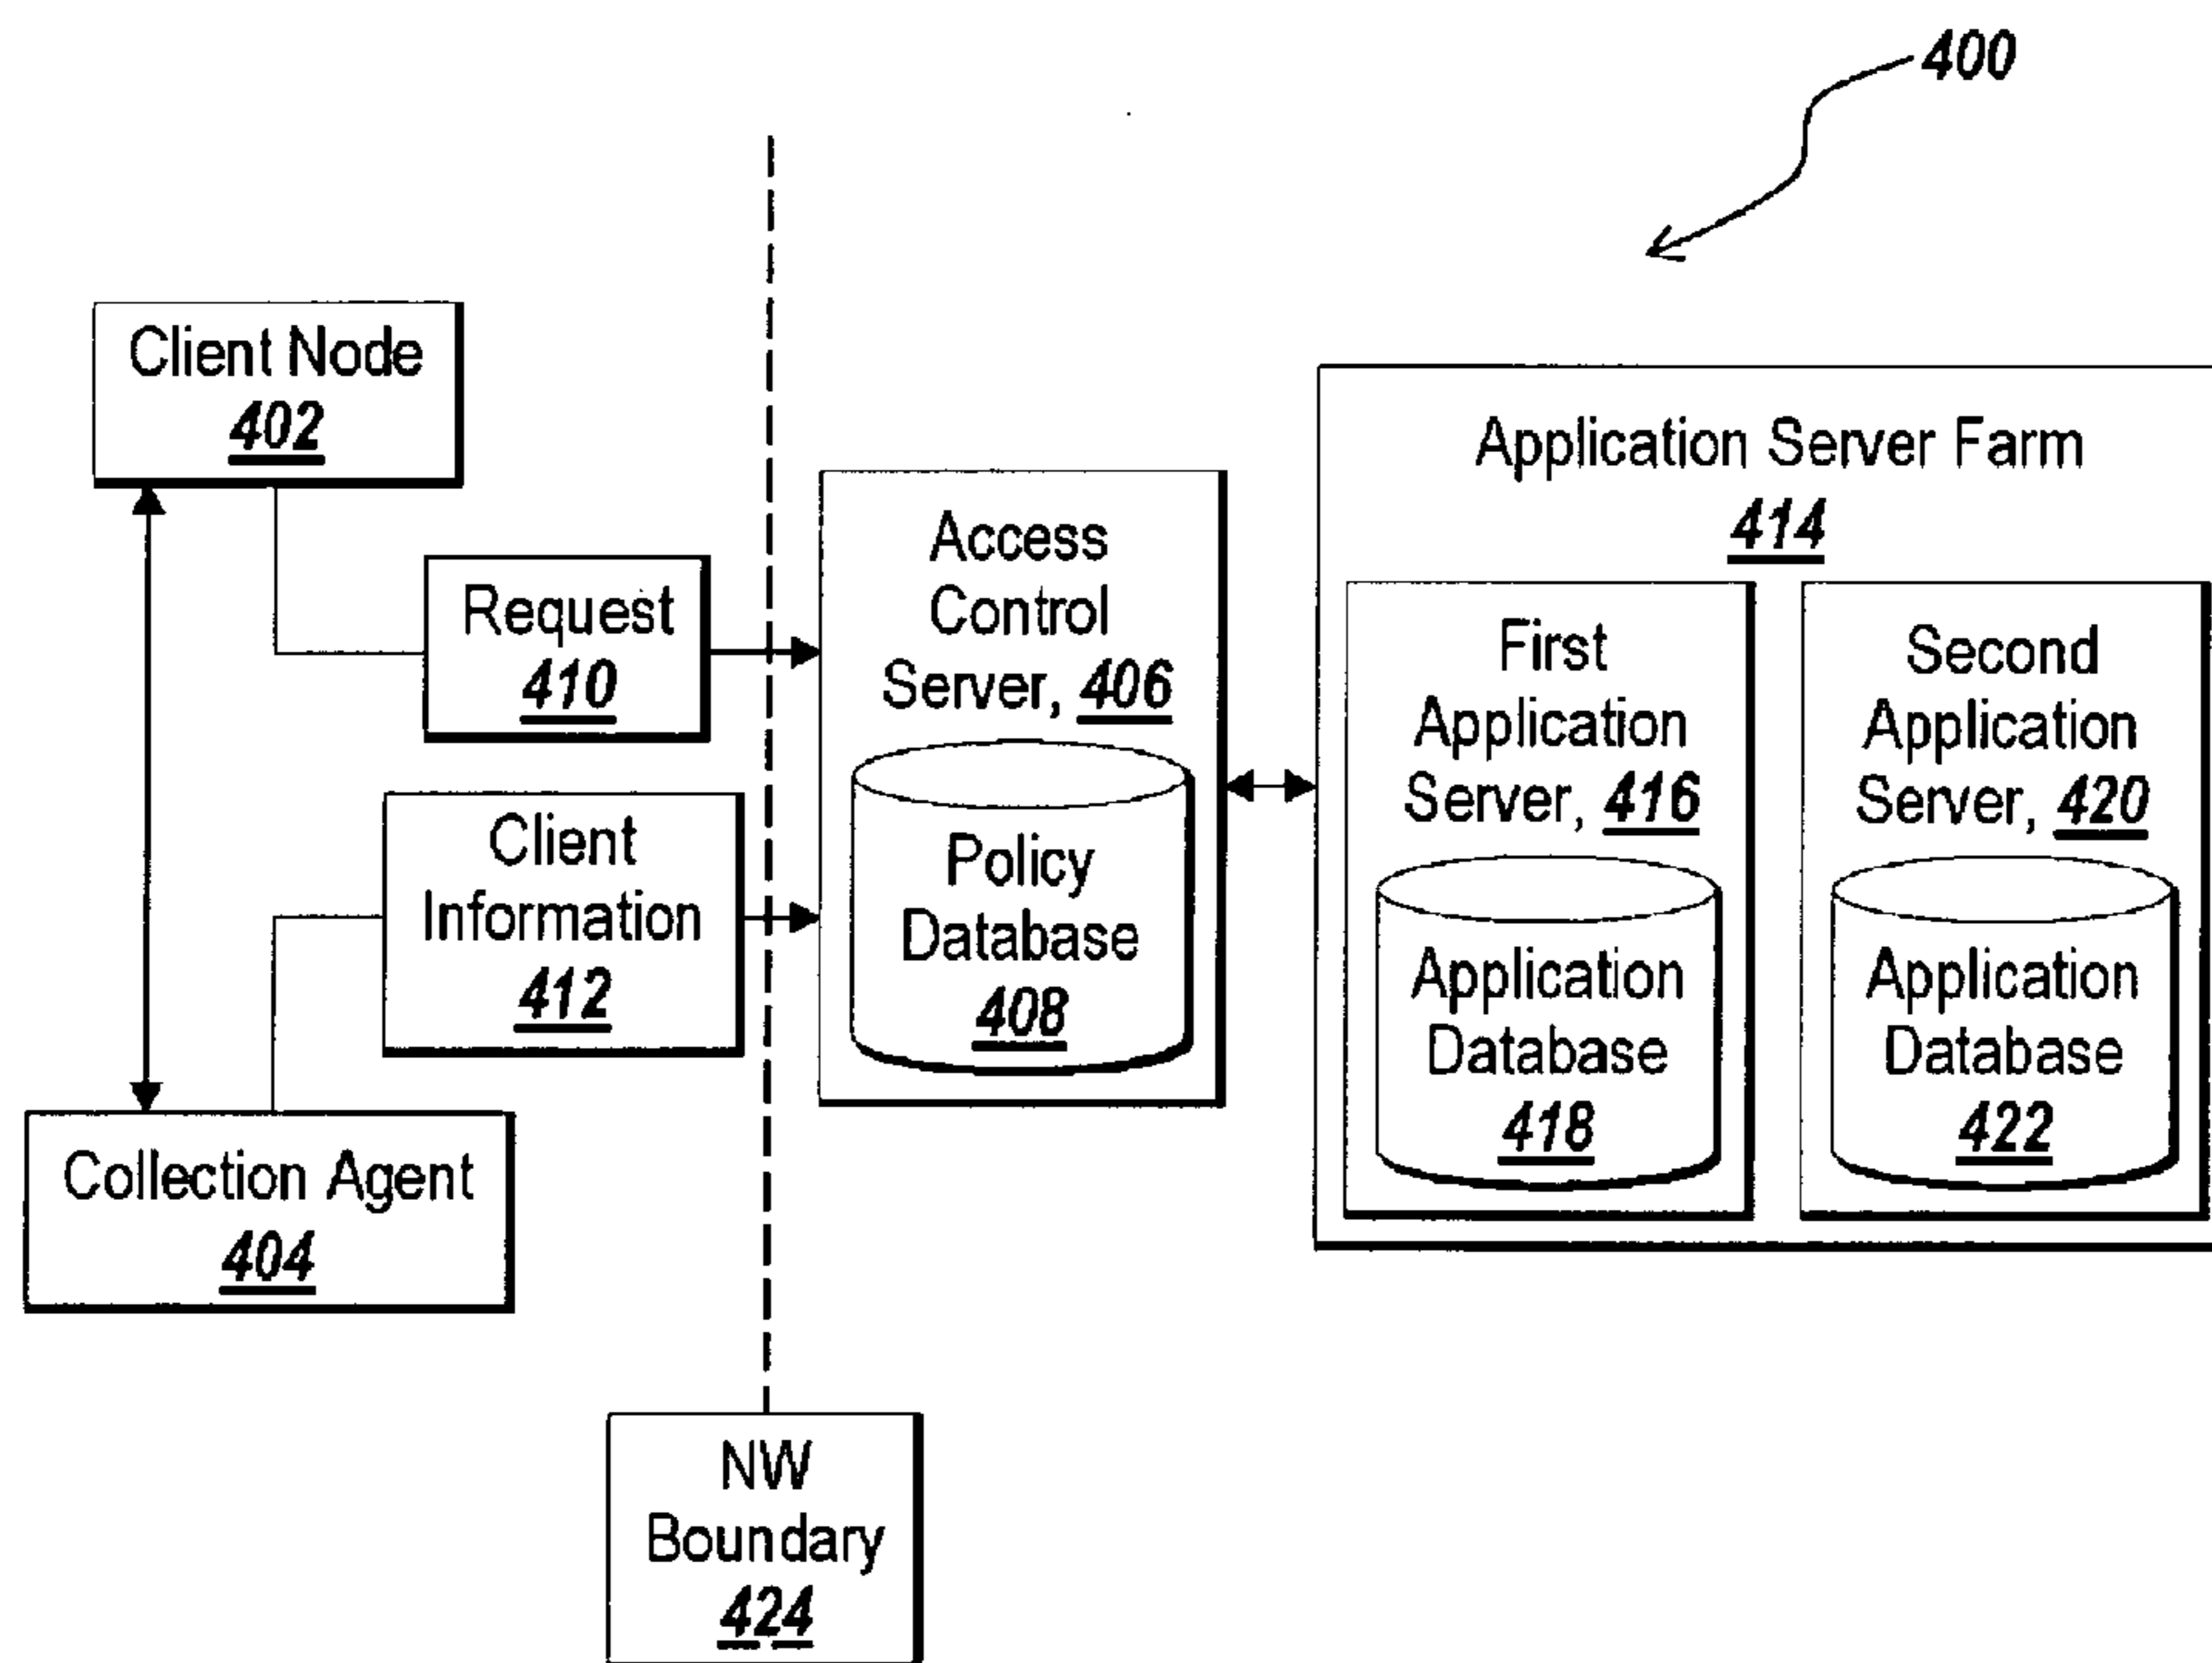 400
Client Node
402
Request
410
Client
Information
412
Collection Agent
404
Access
Control
Server, 406
Policy
Database
408
Application Server Farm
414
First
Application
Server, 416
Application
Database
418
Second
Application
Server, 420
Application
Database
422
NW
Boundary
424